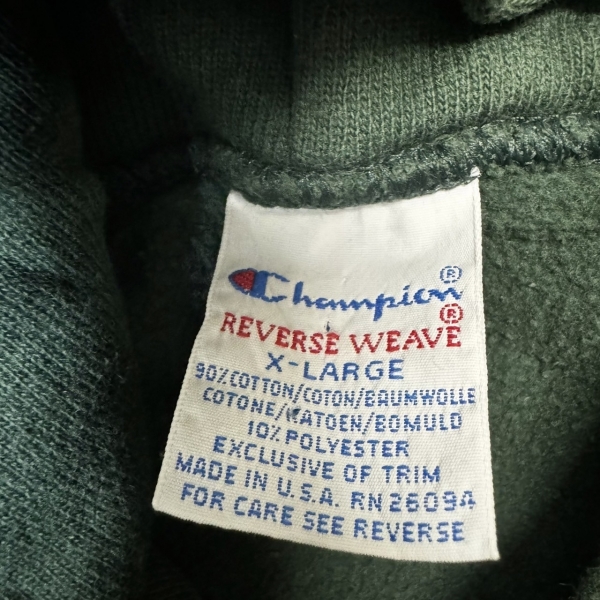 Champion®
REVERSE WEAVE®
X-LARGE
90% COTTON/COTON/BAUMWOLLE
COTONE/KATOEN/BOMULD
10% POLYESTER
EXCLUSIVE OF TRIM
MADE IN U.S.A. RN 26094
FOR CARE SEE REVERSE